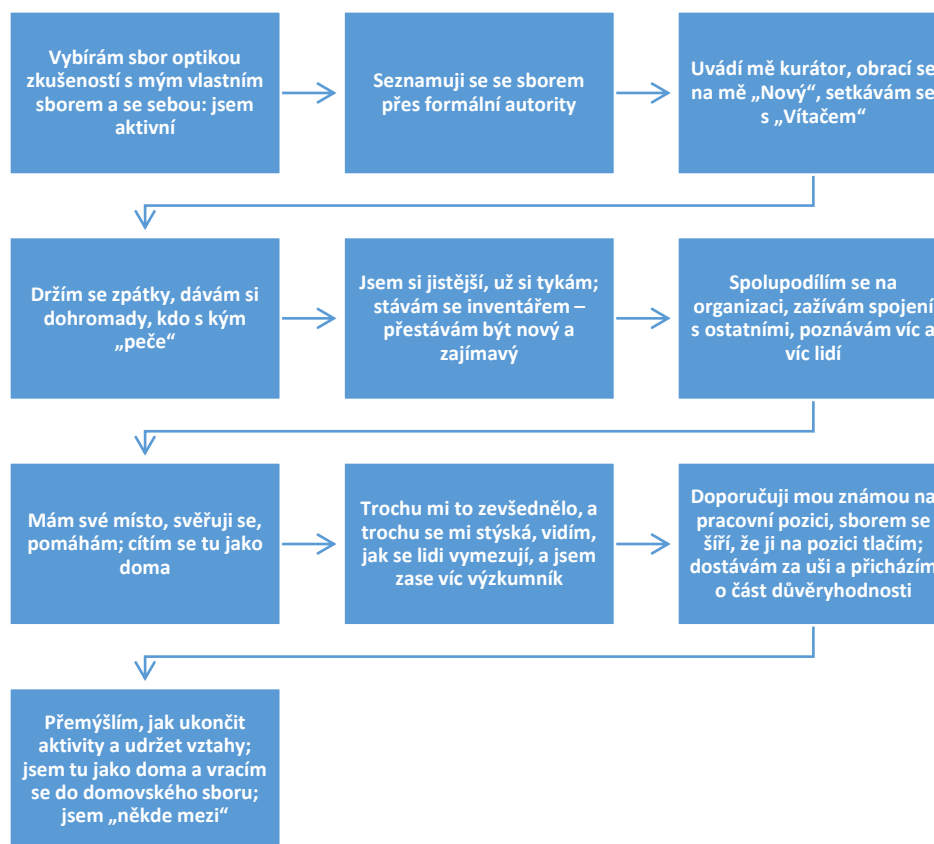 Vybírám sbor optikou
zkušeností s mým vlastním
sborem a se sebou: jsem
aktivní
Seznamuji se se sborem
přes formální autority
Uvádí mě kurátor, obrací se
na mě „Nový“, setkávám se
s „Vítačem“
Držím se zpátky, dávám si
dohromady, kdo s kým
„peče“
Jsem si jistější, už si tykám;
stávám se inventářem –
přestávám být nový a
zajímavý
Spolupodílím se na
organizaci, zažívám spojení
s ostatními, poznávám víc a
víc lidí
Mám své místo, svěřuji se,
pomáhám; cítím se tu jako
doma
Trochu mi to zevšednělo, a
trochu se mi stýská, vidím,
jak se lidi vymezují, a jsem
zase víc výzkumník
Doporučuji mou známou na
pracovní pozici, sborem se
šíří, že ji na pozici tlačím;
dostávám za uši a přicházím
o část důvěryhodnosti
Přemýšlím, jak ukončit
aktivity a udržet vztahy;
jsem tu jako doma a vracím
se do domovského sboru;
jsem „někde mezi“